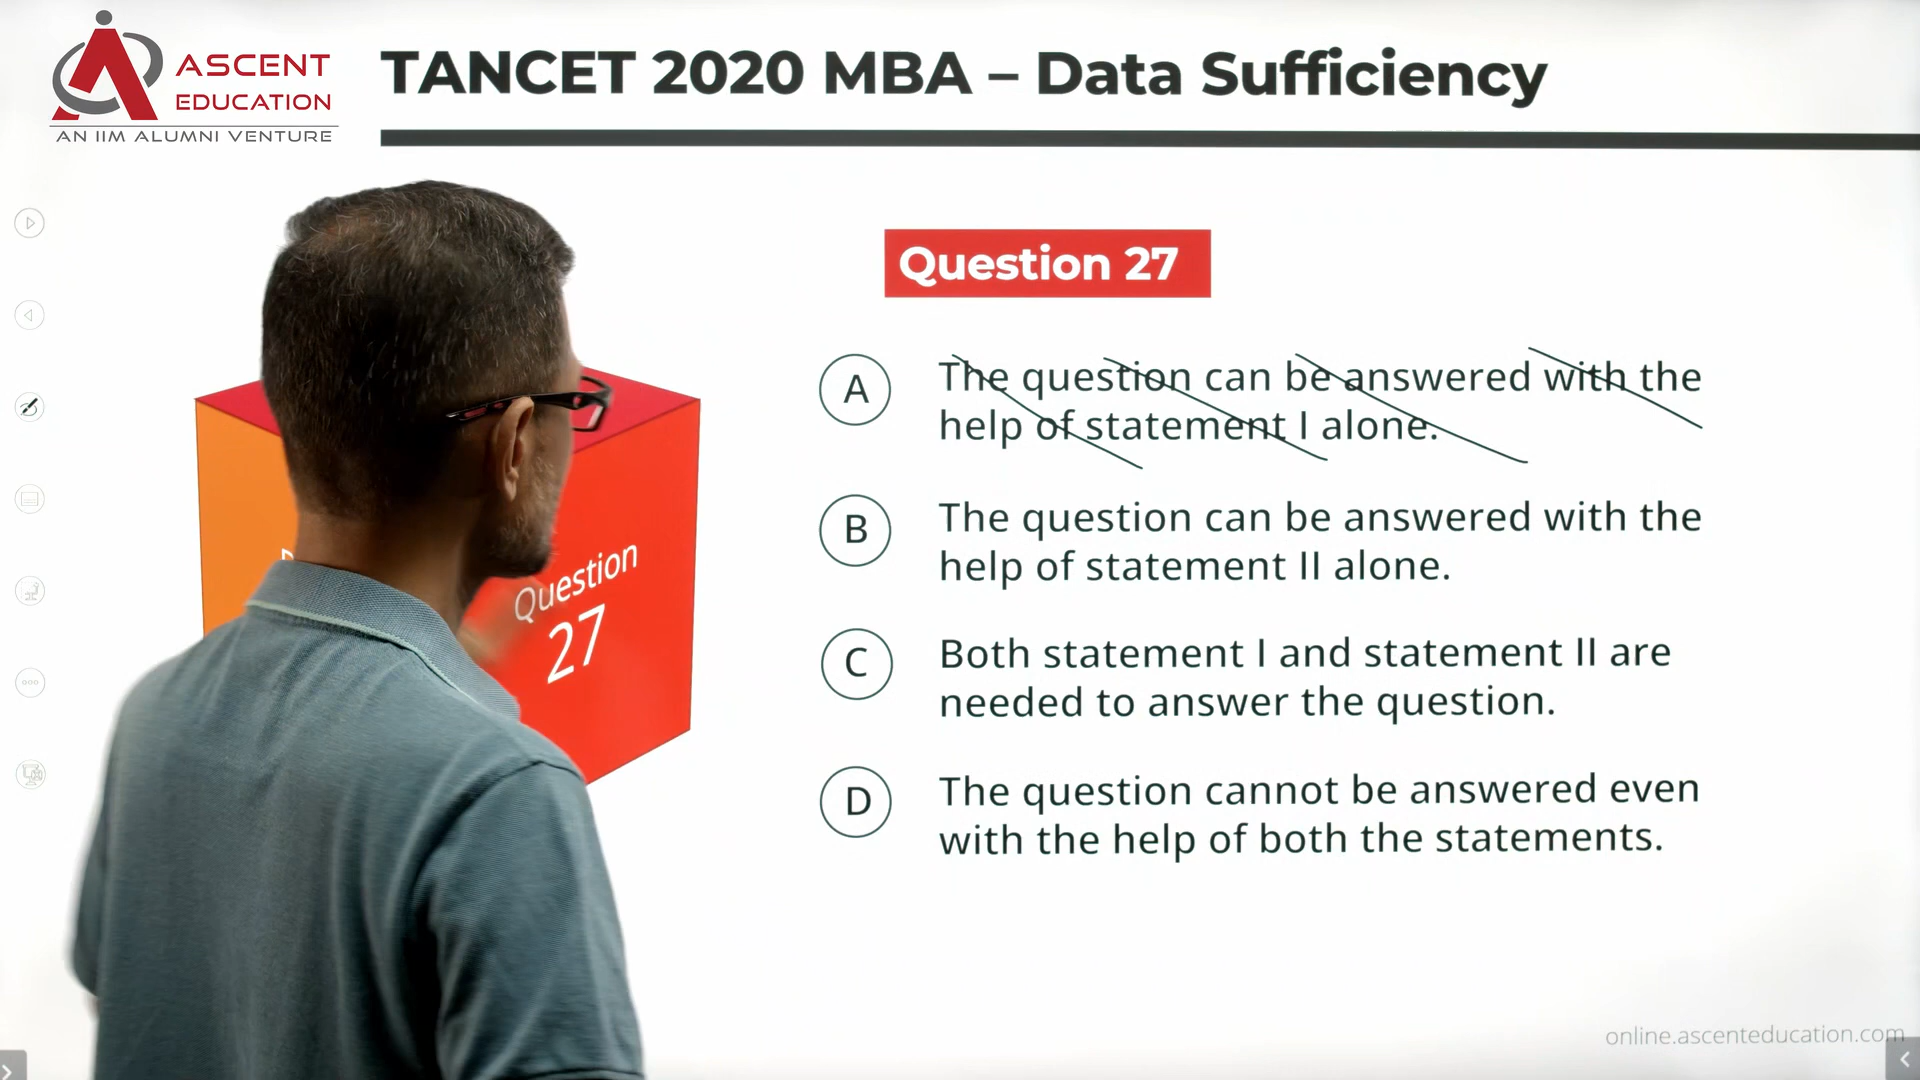 ASCENT
EDUCATION
AN IIM ALUMNI VENTURE
TANCET 2020 MBA – Data Sufficiency
Question 27
A
The question can be answered with the
help of statement I alone.
B
The question can be answered with the
help of statement II alone.
C
Both statement I and statement II are
needed to answer the question.
D
The question cannot be answered even
with the help of both the statements.
Question
27
online.ascenteducation.com